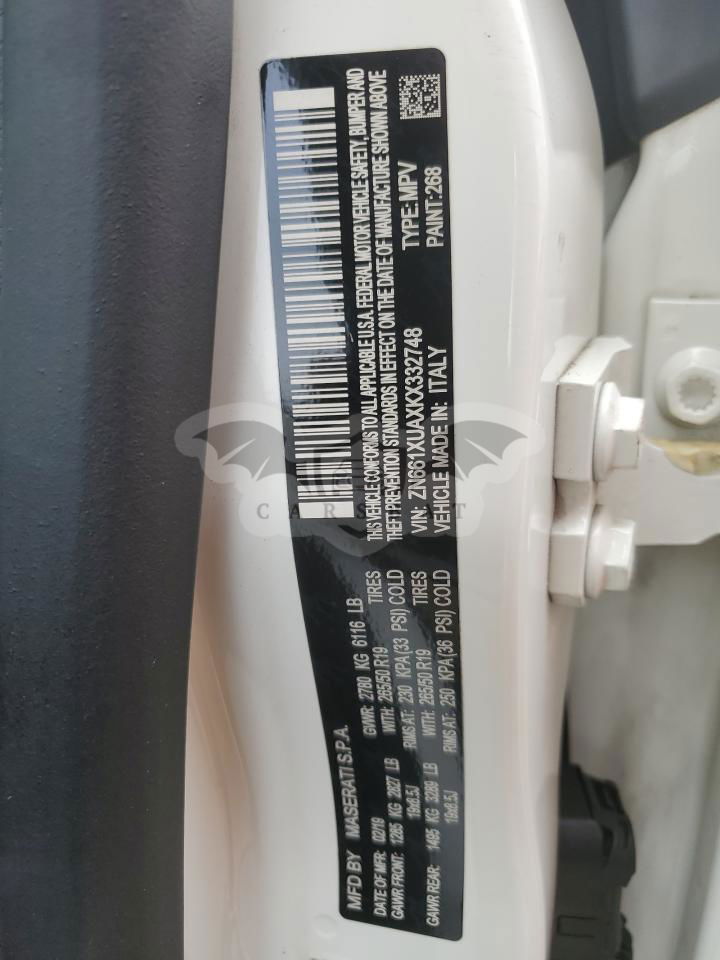 MFD BY MASERATI S.P.A.
DATE OF MFR: 02/19 GVWR: 2780 KG 6116 LB
GAWR FRONT: 1285 KG 2827 LB WITH: 265/50 R19 TIRES
19x8.5J RIMS AT: 230 KPA(33 PSI) COLD
GAWR REAR: 1495 KG 3289 LB WITH: 265/50 R19 TIRES
19x8.5J RIMS AT: 250 KPA(36 PSI) COLD
THIS VEHICLE CONFORMS TO ALL APPLICABLE U.S.A. FEDERAL MOTOR VEHICLE SAFETY, BUMPER AND
THEFT PREVENTION STANDARDS IN EFFECT ON THE DATE OF MANUFACTURE SHOWN ABOVE
VIN: ZN661XUAXKX332748 TYPE: MPV
VEHICLE MADE IN: ITALY PAINT: 268